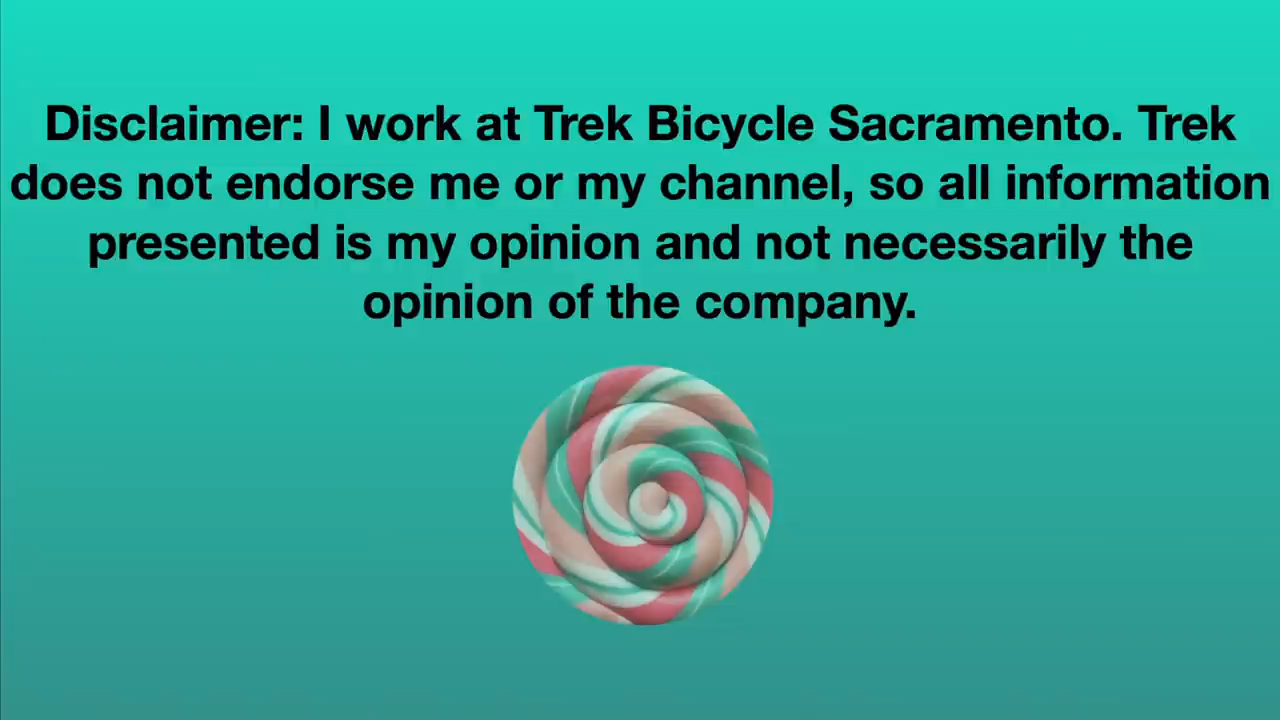 Disclaimer: I work at Trek Bicycle Sacramento. Trek
does not endorse me or my channel, so all information
presented is my opinion and not necessarily the
opinion of the company.